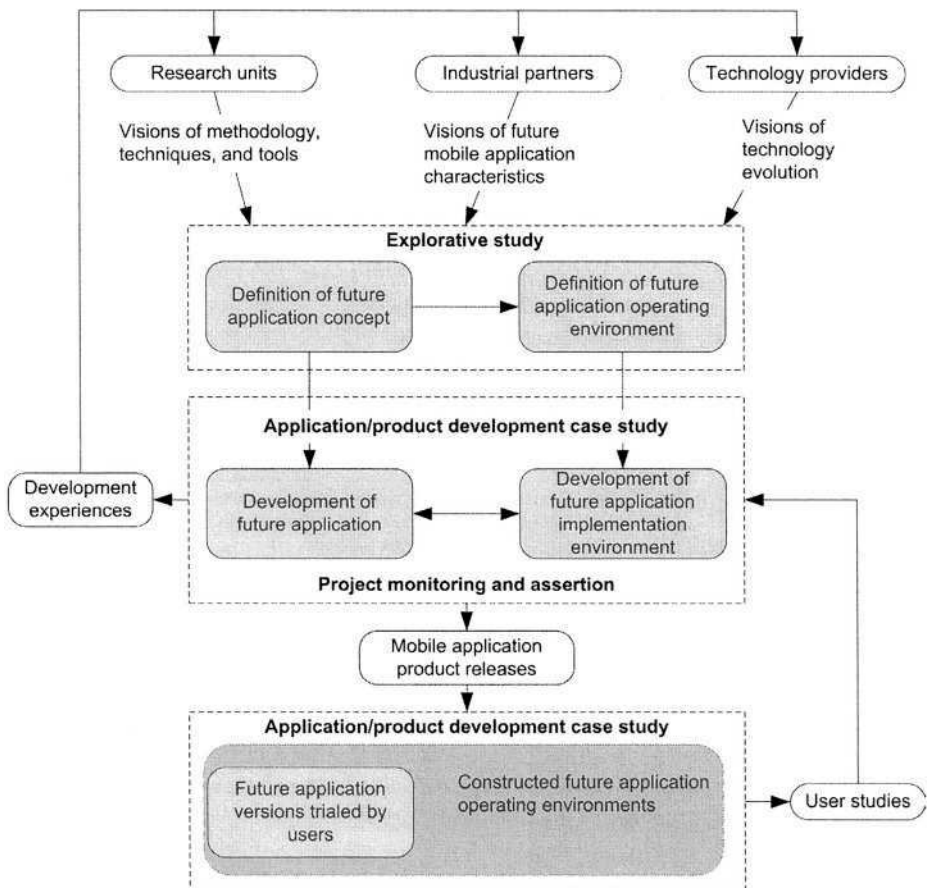 Research units
Industrial partners
Technology providers
Visions of methodology,
techniques, and tools
Visions of future
mobile application
characteristics
Visions of
technology
evolution
Explorative study
Definition of future
application concept
Definition of future
application operating
environment
Application/product development case study
Development
experiences
Development of
future application
Development of
future application
implementation
environment
Project monitoring and assertion
Mobile application
product releases
Application/product development case study
Future application
versions trialed by
users
Constructed future application
operating environments
User studies